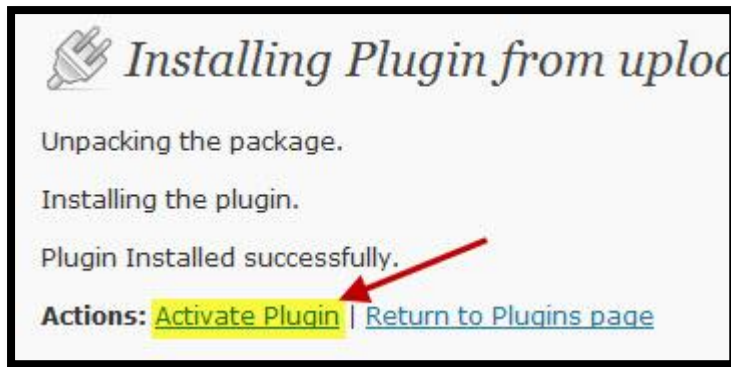 Installing Plugin from uploa
Unpacking the package.
Installing the plugin.
Plugin Installed successfully.
Actions: Activate Plugin | Return to Plugins page